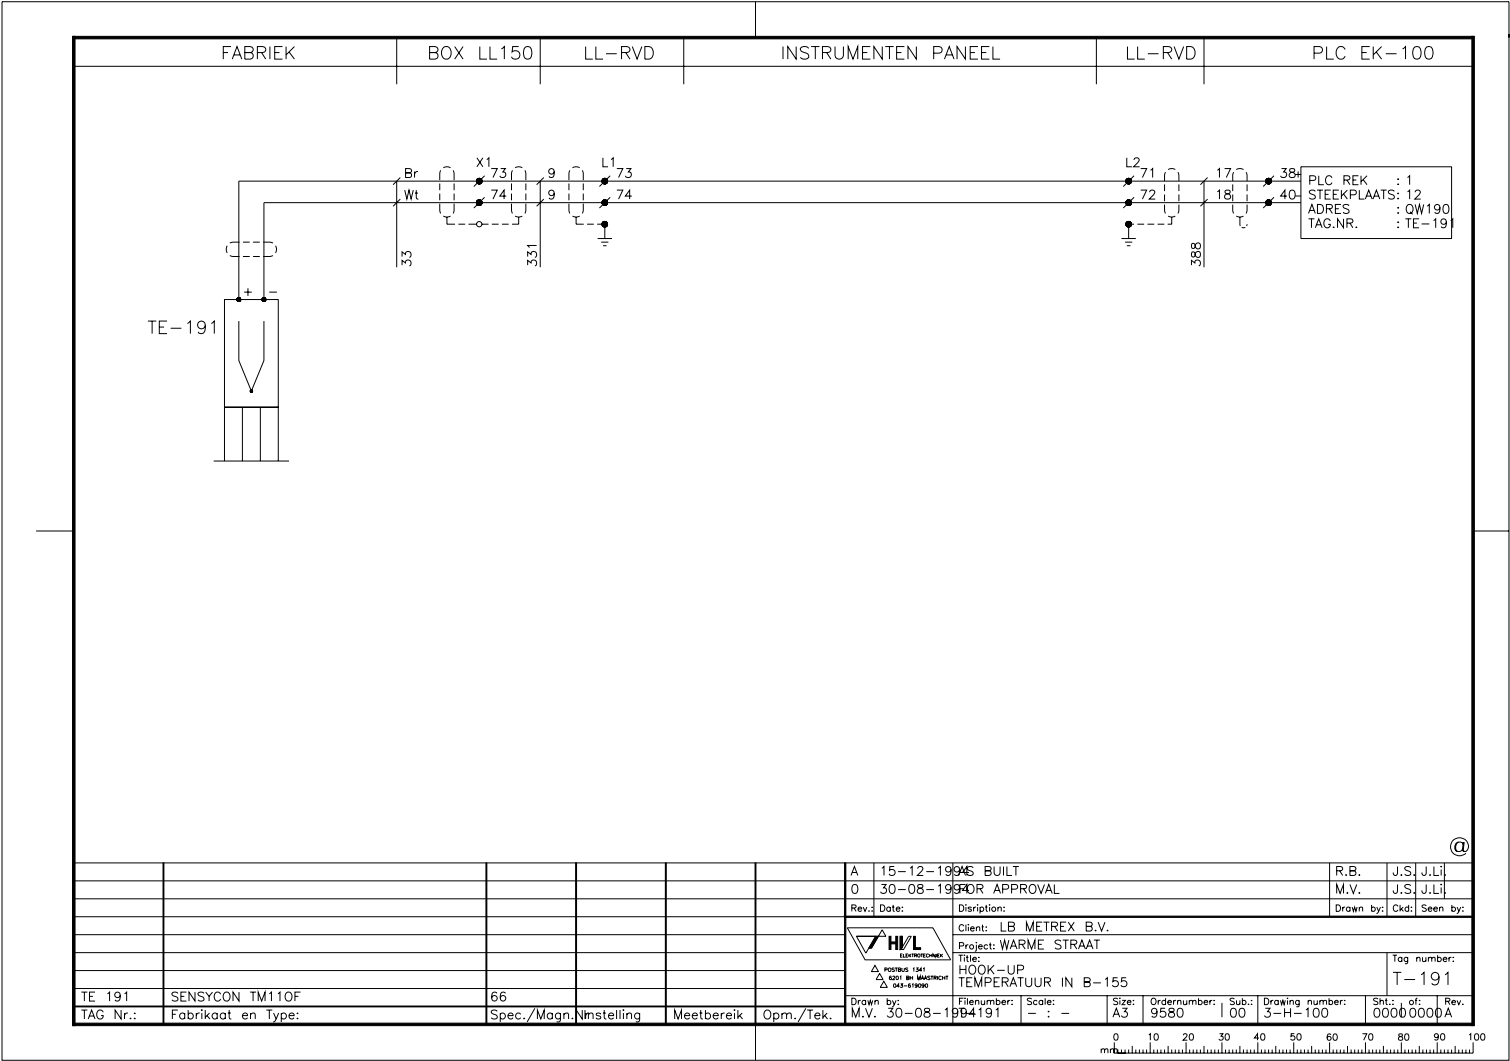 FABRIEK BOX LL150 LL-RVD INSTRUMENTEN PANEEL LL-RVD PLC EK-100
X1 L1 L2
Br 73 9 73 71 17 38+
Wt 74 9 74 72 18 40-
PLC REK : 1
STEEKPLAATS: 12
ADRES : QW190
TAG.NR. : TE-191
33 331 388
+ -
TE-191
@
A 15-12-1994 AS BUILT R.B. J.S. J.Li.
0 30-08-1994 FOR APPROVAL M.V. J.S. J.Li.
Rev.: Date: Disription: Drawn by: Ckd: Seen by:
HVL
ELEKTROTECHNIEK
POSTBUS 1341
6201 BH MAASTRICHT
043-619090
Client: LB METREX B.V.
Project: WARME STRAAT
Title:
HOOK-UP
TEMPERATUUR IN B-155
Tag number:
T-191
Drawn by: Filenumber: Scale: Size: Ordernumber: Sub.: Drawing number: Sht.: of: Rev.
M.V. 30-08-1994 T-191 - : - A3 9580 00 3-H-100 0000 0000 A
TE 191 SENSYCON TM110F 66
TAG Nr.: Fabrikaat en Type: Spec./Magn.Nr. Instelling Meetbereik Opm./Tek.
mm 0 10 20 30 40 50 60 70 80 90 100